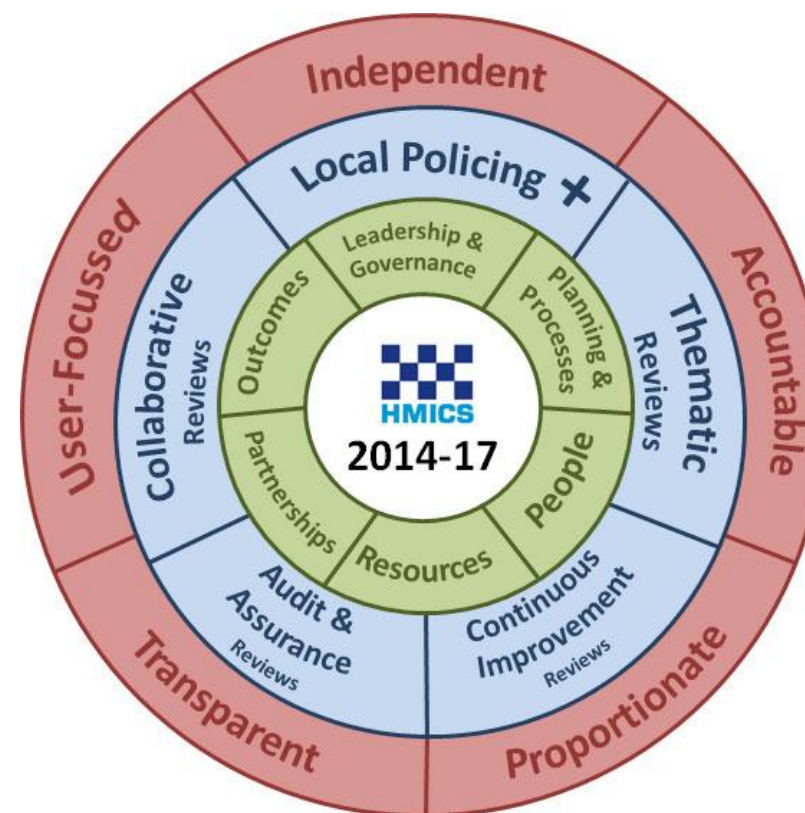 Independent
Accountable
Proportionate
Transparent
User-Focussed
Local Policing +
Thematic
Reviews
Continuous
Improvement
Reviews
Audit &
Assurance
Reviews
Collaborative
Reviews
Leadership &
Governance
Planning &
Processes
People
Resources
Partnerships
Outcomes
HMICS
2014-17